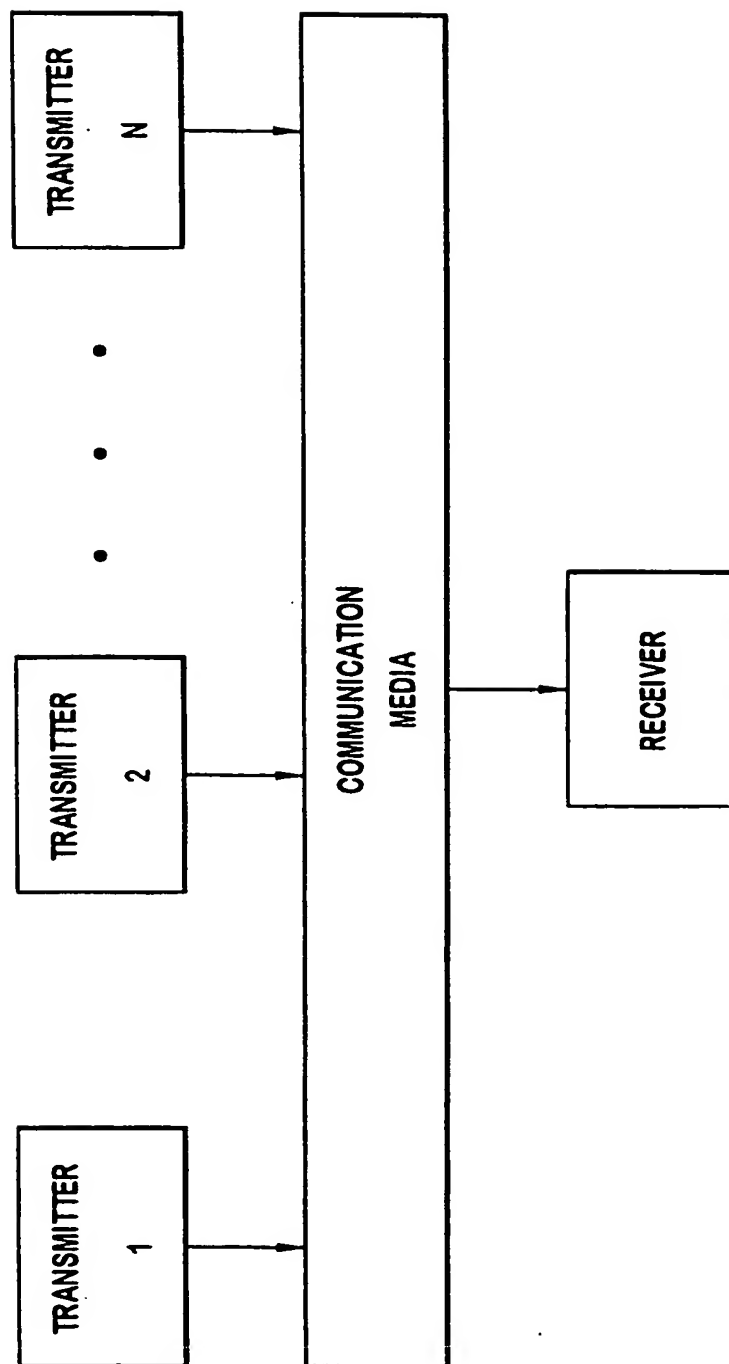 TRANSMITTER
1
TRANSMITTER
2
TRANSMITTER
N
COMMUNICATION
MEDIA
RECEIVER